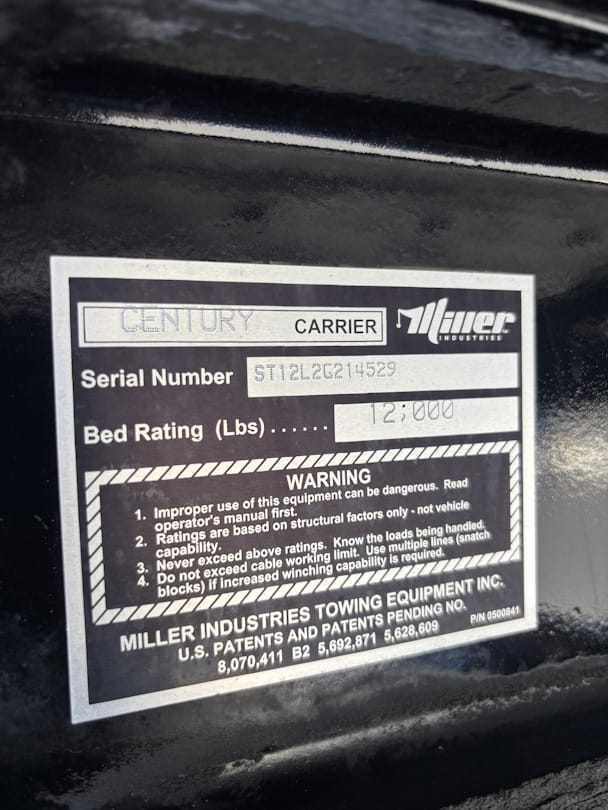 CENTURY CARRIER Miller
INDUSTRIES
Serial Number ST12L2G214529
Bed Rating (Lbs) ...... 12;000
WARNING
1. Improper use of this equipment can be dangerous. Read
operator's manual first.
2. Ratings are based on structural factors only - not vehicle
capability.
3. Never exceed above ratings. Know the loads being handled.
4. Do not exceed cable working limit. Use multiple lines (snatch
blocks) if increased winching capability is required.
MILLER INDUSTRIES TOWING EQUIPMENT INC.
U.S. PATENTS AND PATENTS PENDING NO.
8,070,411 B2 5,692,871 5,628,609
P/N 0500841